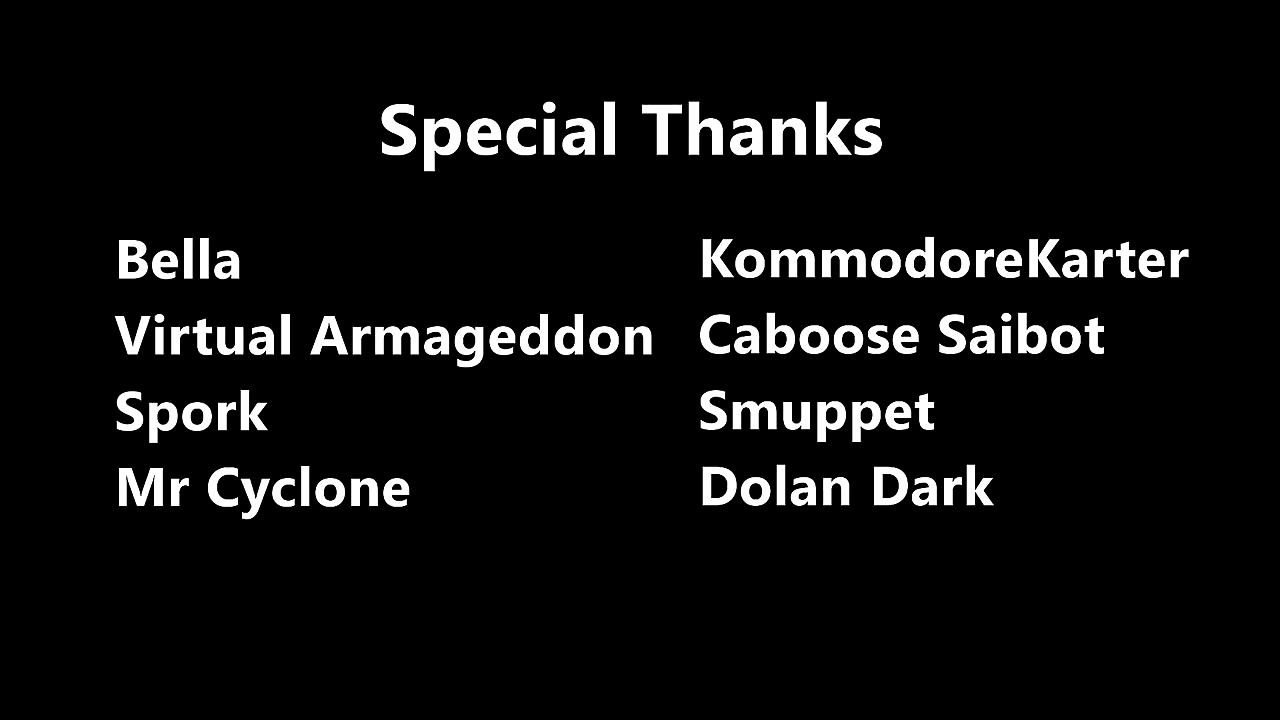 Special Thanks
Bella
Virtual Armageddon
Spork
Mr Cyclone
KommodoreKarter
Caboose Saibot
Smuppet
Dolan Dark